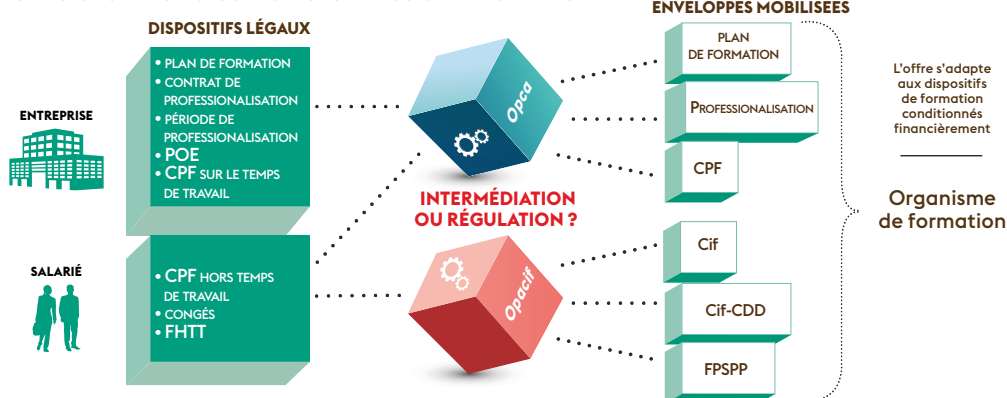 DISPOSITIFS LÉGAUX
ENTREPRISE
• PLAN DE FORMATION
• CONTRAT DE
PROFESSIONALISATION
• PÉRIODE DE
PROFESSIONALISATION
• POE
• CPF SUR LE TEMPS
DE TRAVAIL
SALARIÉ
• CPF HORS TEMPS
DE TRAVAIL
• CONGÉS
• FHTT
Opca
INTERMÉDIATION
OU RÉGULATION ?
Opacif
ENVELOPPES MOBILISÉES
PLAN
DE FORMATION
PROFESSIONALISATION
CPF
Cif
Cif-CDD
FPSPP
L'offre s'adapte
aux dispositifs
de formation
conditionnés
financièrement
Organisme
de formation